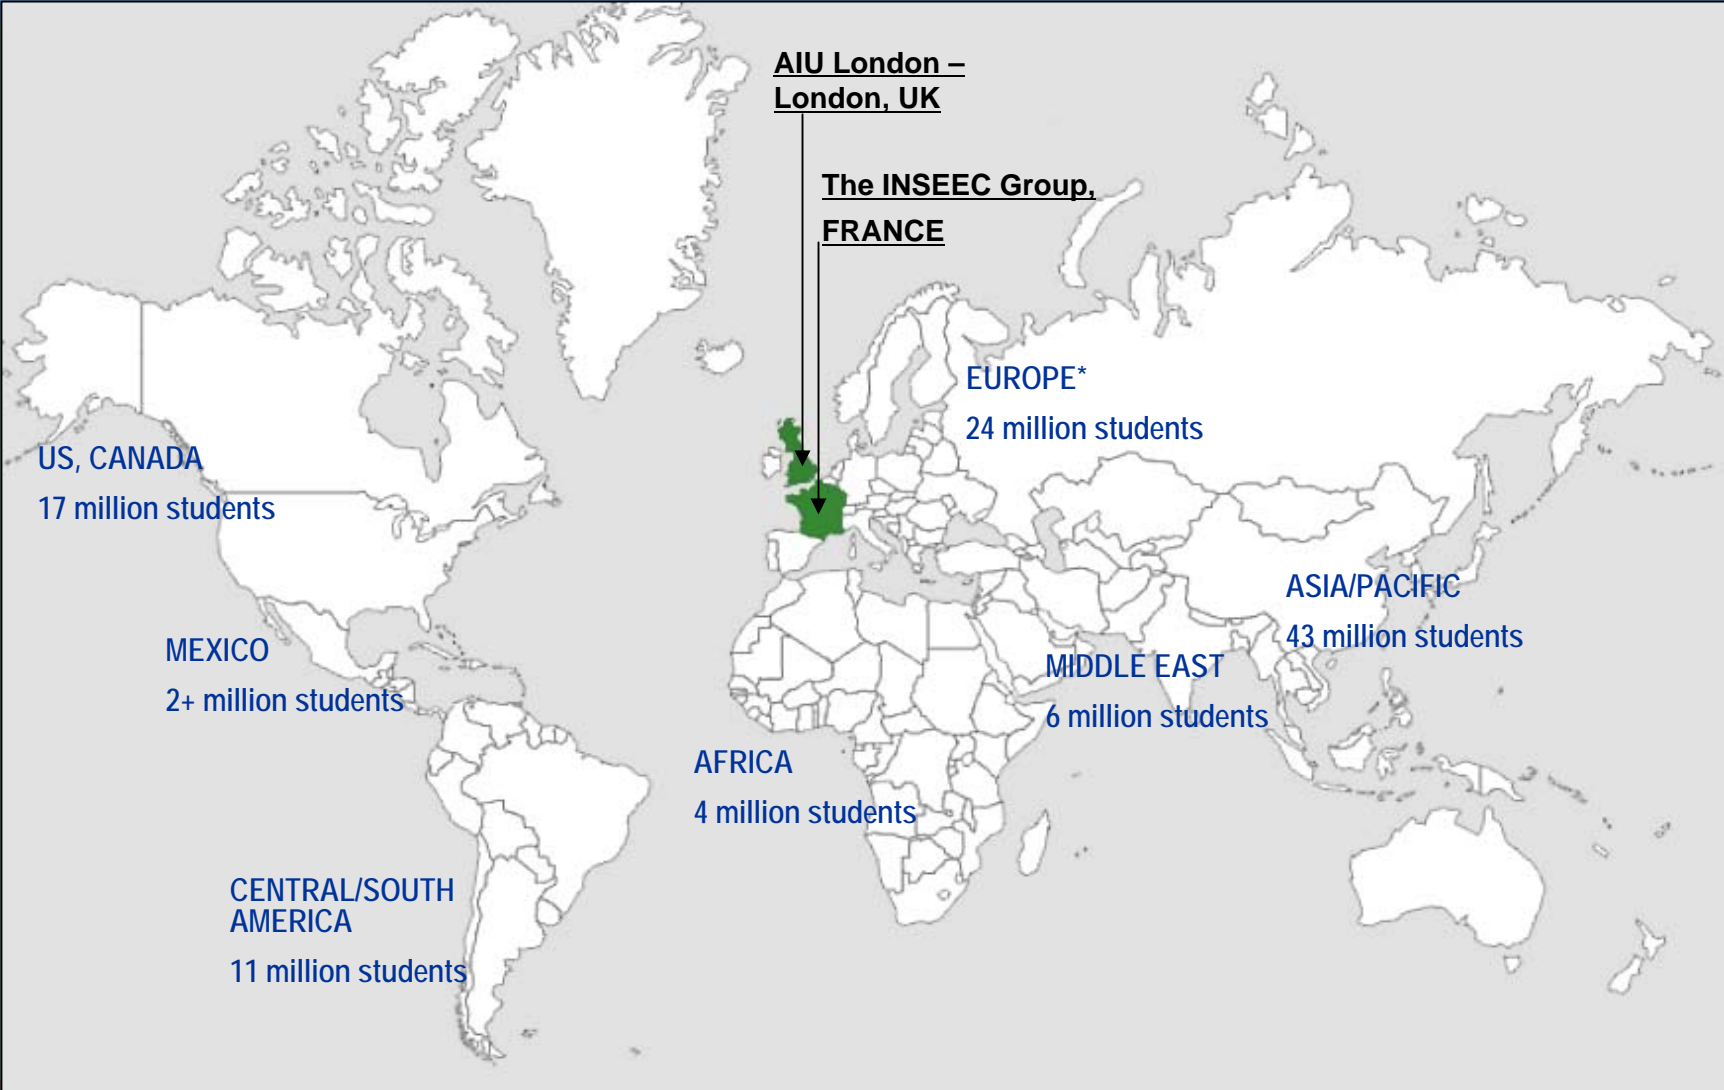 AIU London –
London, UK
The INSEEC Group,
FRANCE
EUROPE*
24 million students
US, CANADA
17 million students
ASIA/PACIFIC
43 million students
MEXICO
2+ million students
MIDDLE EAST
6 million students
AFRICA
4 million students
CENTRAL/SOUTH
AMERICA
11 million students